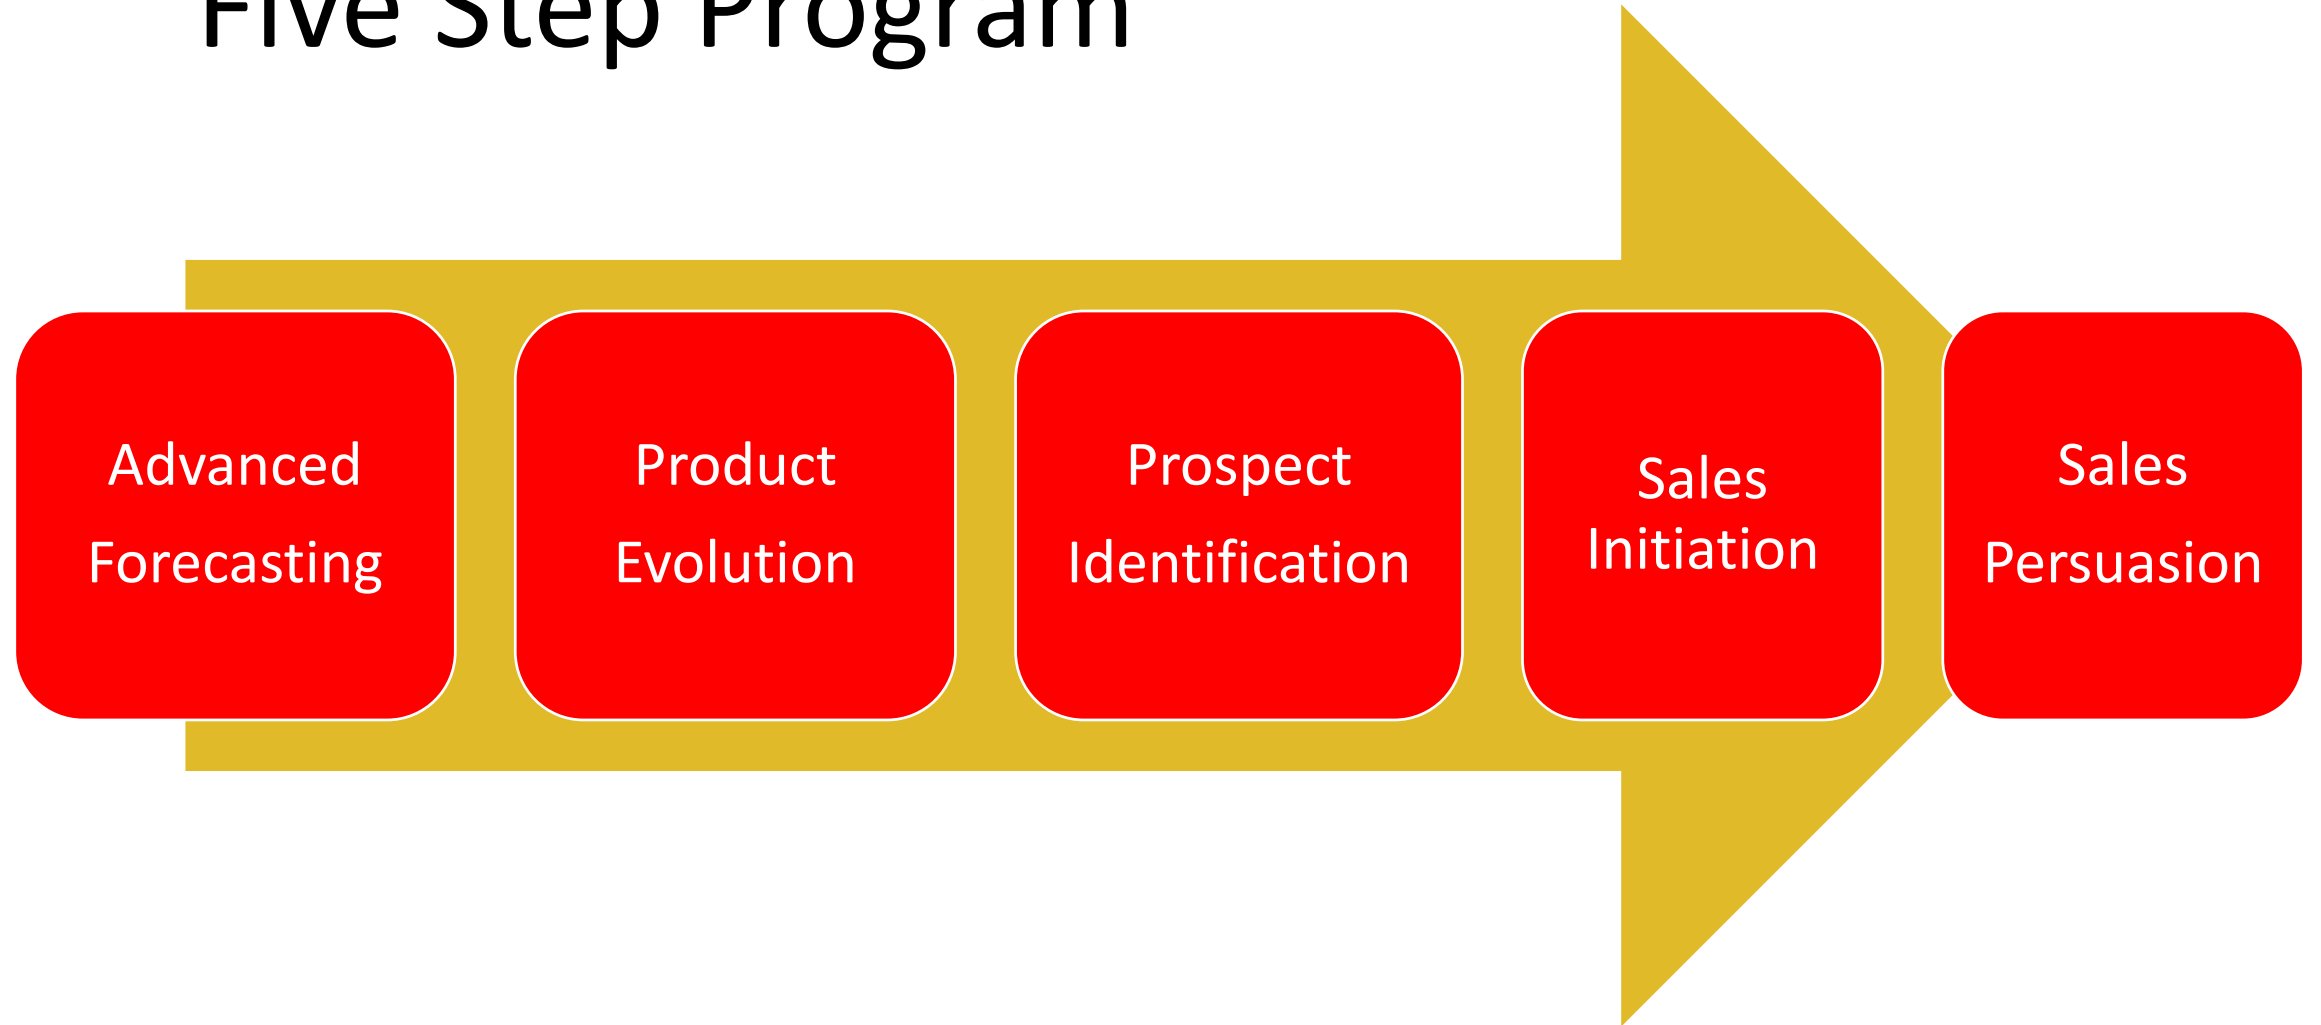 Five Step Program
Advanced
Forecasting
Product
Evolution
Prospect
Identification
Sales
Initiation
Sales
Persuasion